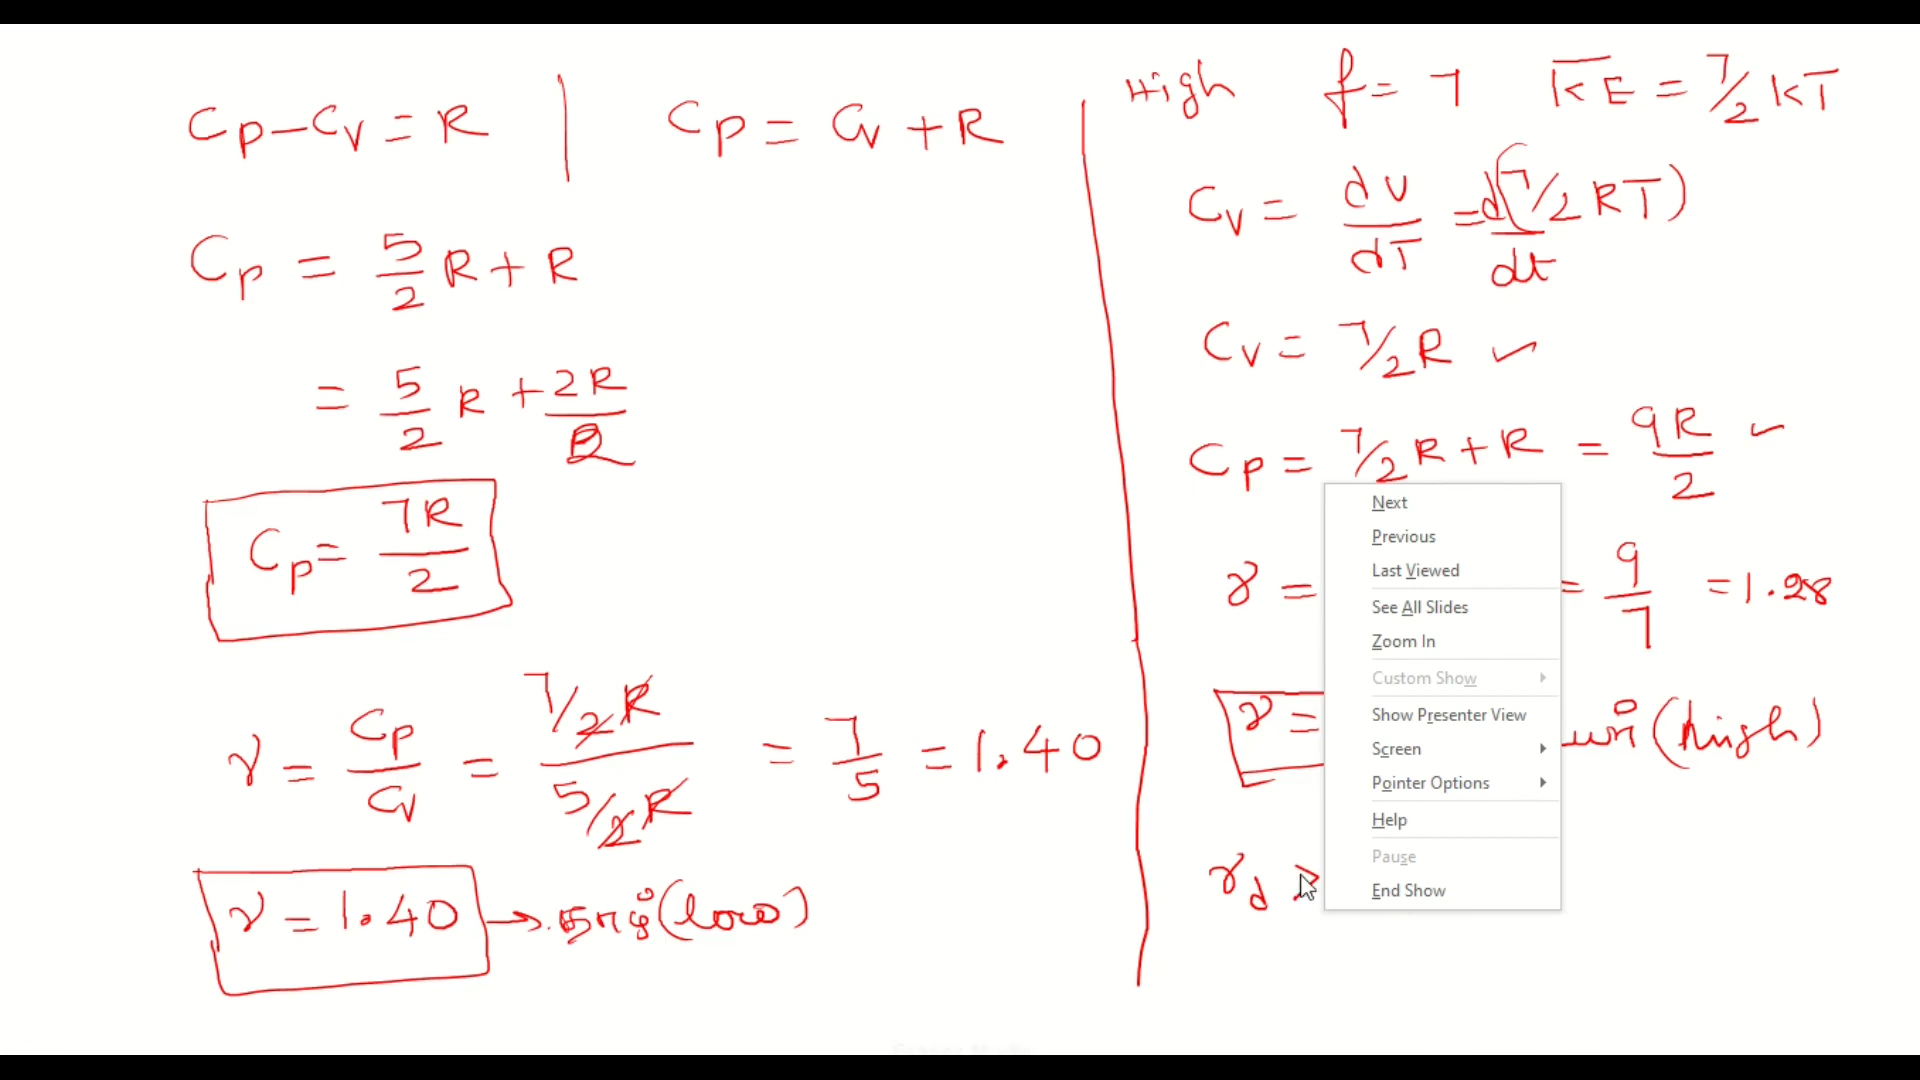 Cp - Cv = R | Cp = Cv + R
Cp = 5/2 R + R
= 5/2 R + 2R/2
Cp = 7R/2
γ = Cp/Cv = 7/2 R / 5/2 R = 7/5 = 1.40
γ = 1.40 → (low)
High f = 7 K̅E̅ = 7/2 KT
Cv = dU/dT = d(7/2 RT)/dt
Cv = 7/2 R ✓
Cp = 7/2 R + R = 9R/2 ✓
γ = = 9/7 = 1.28
γ = (high)
γd >
Next
Previous
Last Viewed
See All Slides
Zoom In
Custom Show
Show Presenter View
Screen
Pointer Options
Help
Pause
End Show